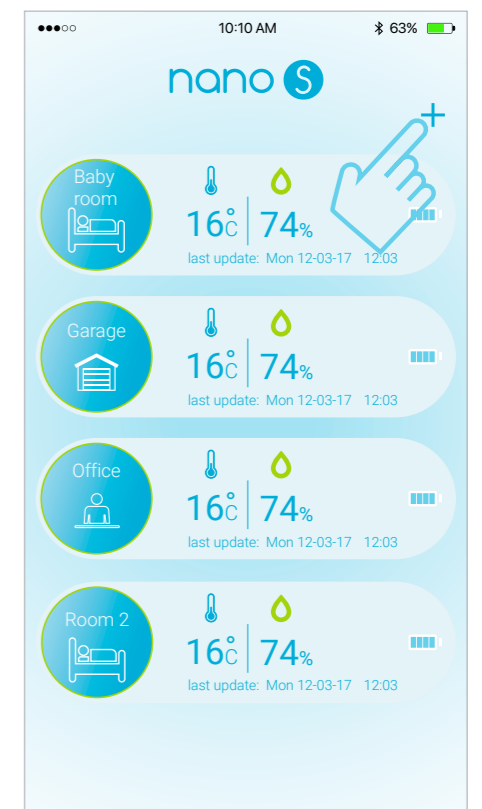 10:10 AM
63%
nano S
Baby
room
16°C 74%
last update: Mon 12-03-17 12:03
Garage
16°C 74%
last update: Mon 12-03-17 12:03
Office
16°C 74%
last update: Mon 12-03-17 12:03
Room 2
16°C 74%
last update: Mon 12-03-17 12:03